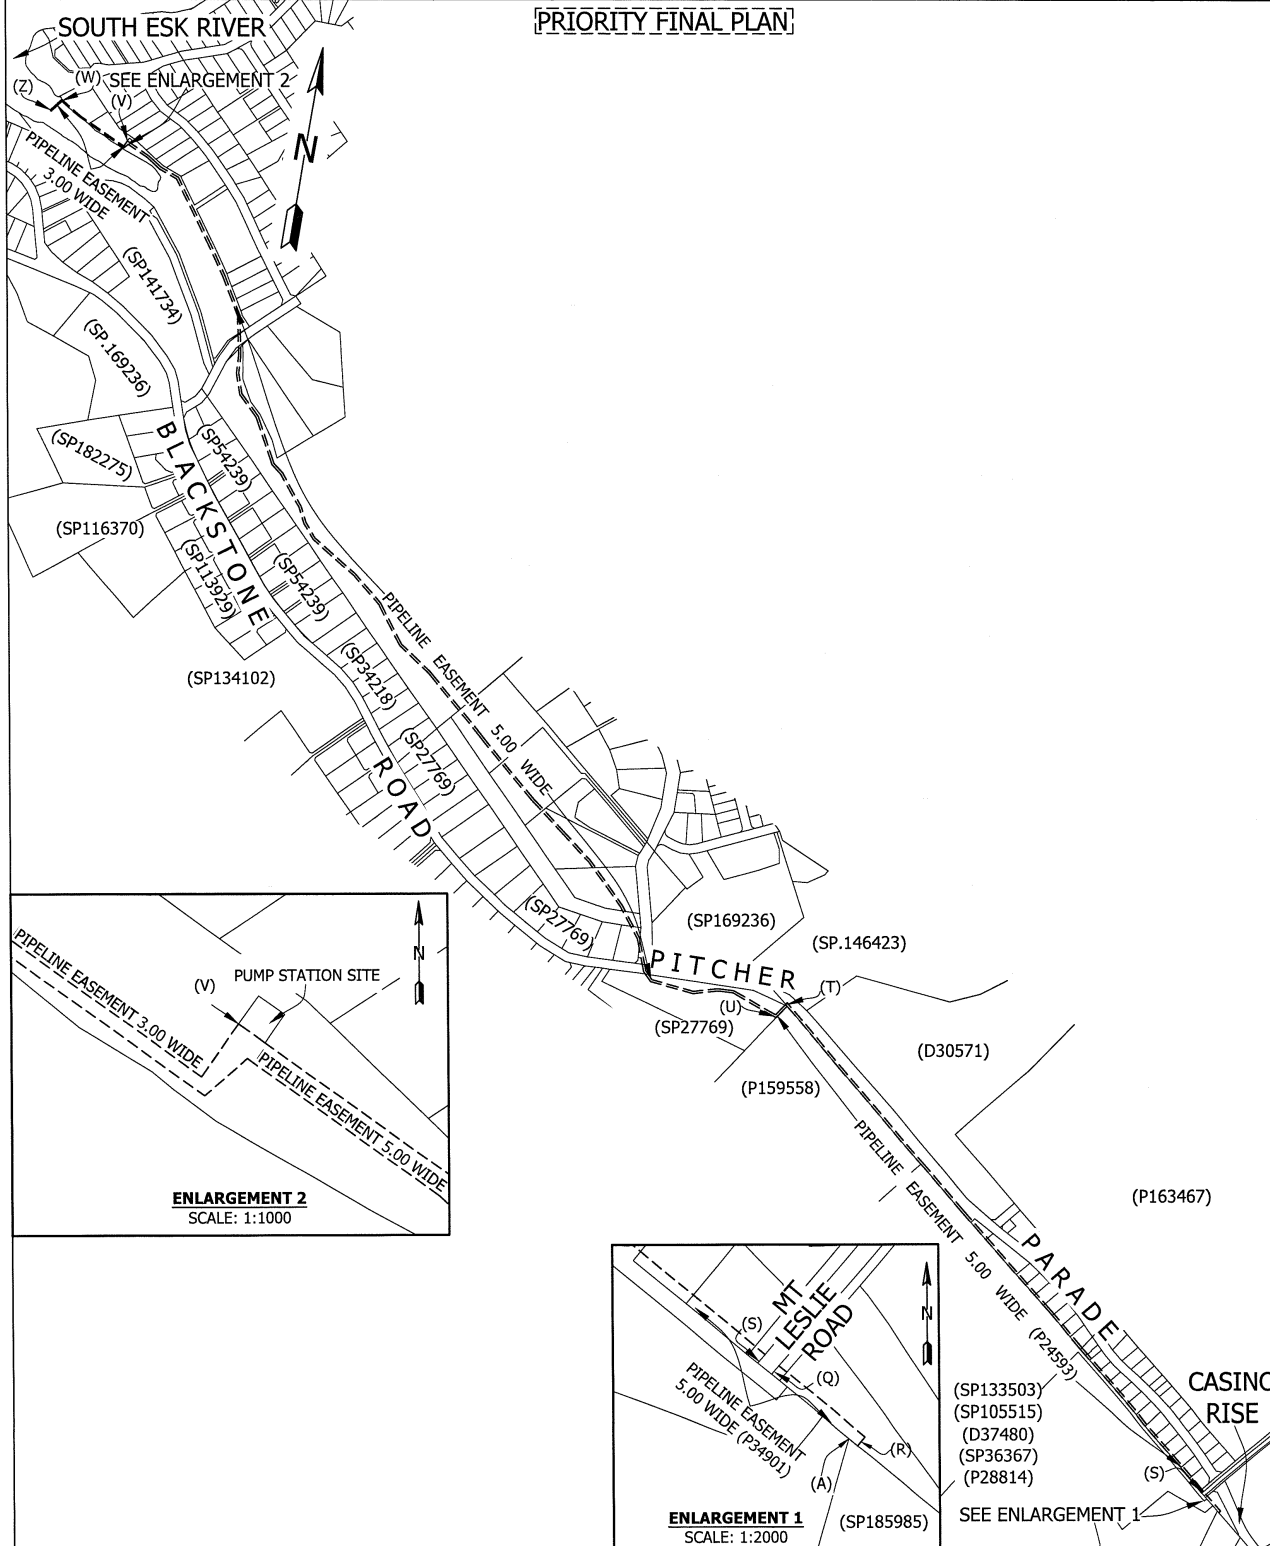 PRIORITY FINAL PLAN
SOUTH ESK RIVER
(Z)
(W)
SEE ENLARGEMENT 2
(V)
N
PIPELINE EASEMENT
3.00 WIDE
(SP141734)
(SP.169236)
BLACKSTONE
(SP182275)
(SP54239)
(SP116370)
(SP113929)
(SP54239)
(SP134102)
(SP34218)
PIPELINE EASEMENT 5.00 WIDE
(SP27769)
ROAD
(SP27769)
(SP169236)
(SP.146423)
PITCHER
(T)
(U)
(SP27769)
(D30571)
(P159558)
PIPELINE EASEMENT 5.00 WIDE (P24593)
(P163467)
PARADE
CASINO
RISE
(SP133503)
(SP105515)
(D37480)
(SP36367)
(P28814)
(S)
SEE ENLARGEMENT 1
PIPELINE EASEMENT 3.00 WIDE
(V)
PUMP STATION SITE
N
PIPELINE EASEMENT 5.00 WIDE
ENLARGEMENT 2
SCALE: 1:1000
MT
LESLIE
ROAD
(S)
N
(Q)
PIPELINE EASEMENT
5.00 WIDE (P34901)
(R)
(A)
ENLARGEMENT 1
SCALE: 1:2000
(SP185985)